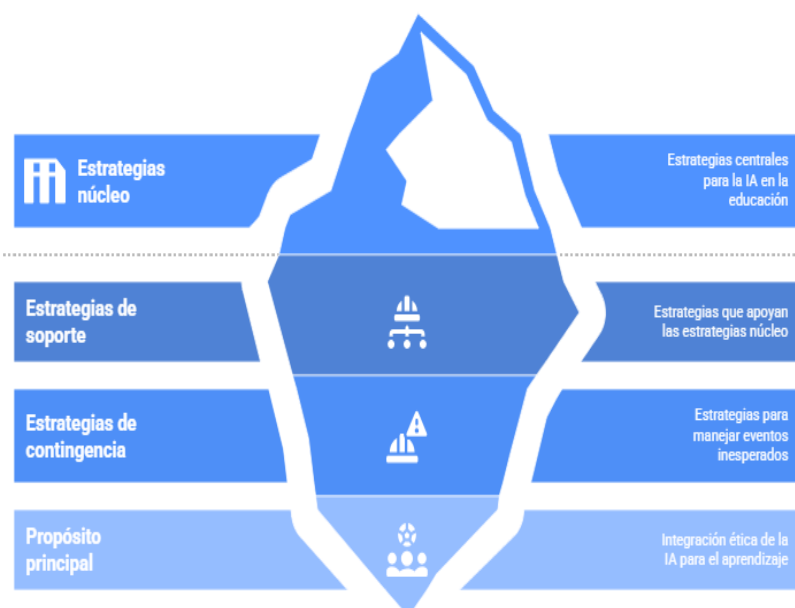 Estrategias
núcleo
Estrategias centrales
para la IA en la
educación
Estrategias de
soporte
Estrategias que apoyan
las estrategias núcleo
Estrategias de
contingencia
Estrategias para
manejar eventos
inesperados
Propósito
principal
Integración ética de la
IA para el aprendizaje